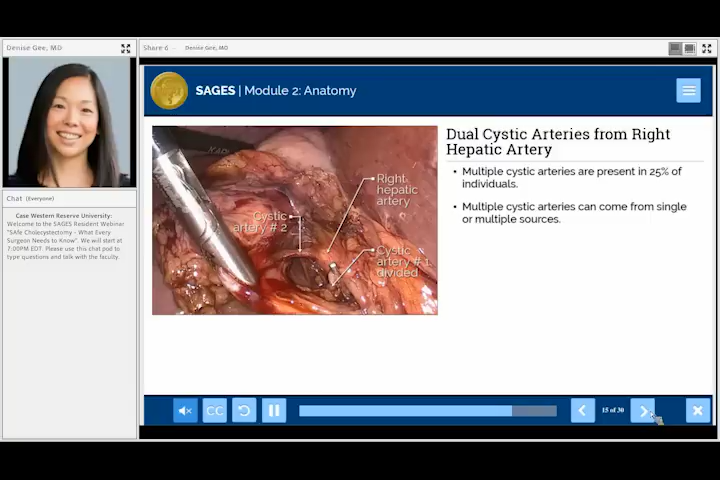 Denise Gee, MD
Share 6
Denise Gee, MD
SAGES | Module 2: Anatomy
Dual Cystic Arteries from Right
Hepatic Artery
• Multiple cystic arteries are present in 25% of
individuals.
• Multiple cystic arteries can come from single
or multiple sources.
Right
hepatic
artery
Cystic
artery # 2
Cystic
artery # 1
divided
Chat (Everyone)
Case Western Reserve University:
Welcome to the SAGES Resident Webinar
"SAfe Cholecystectomy - What Every
Surgeon Needs to Know". We will start at
7:00PM EDT. Please use this chat pod to
type questions and talk with the faculty.
CC
15 of 30